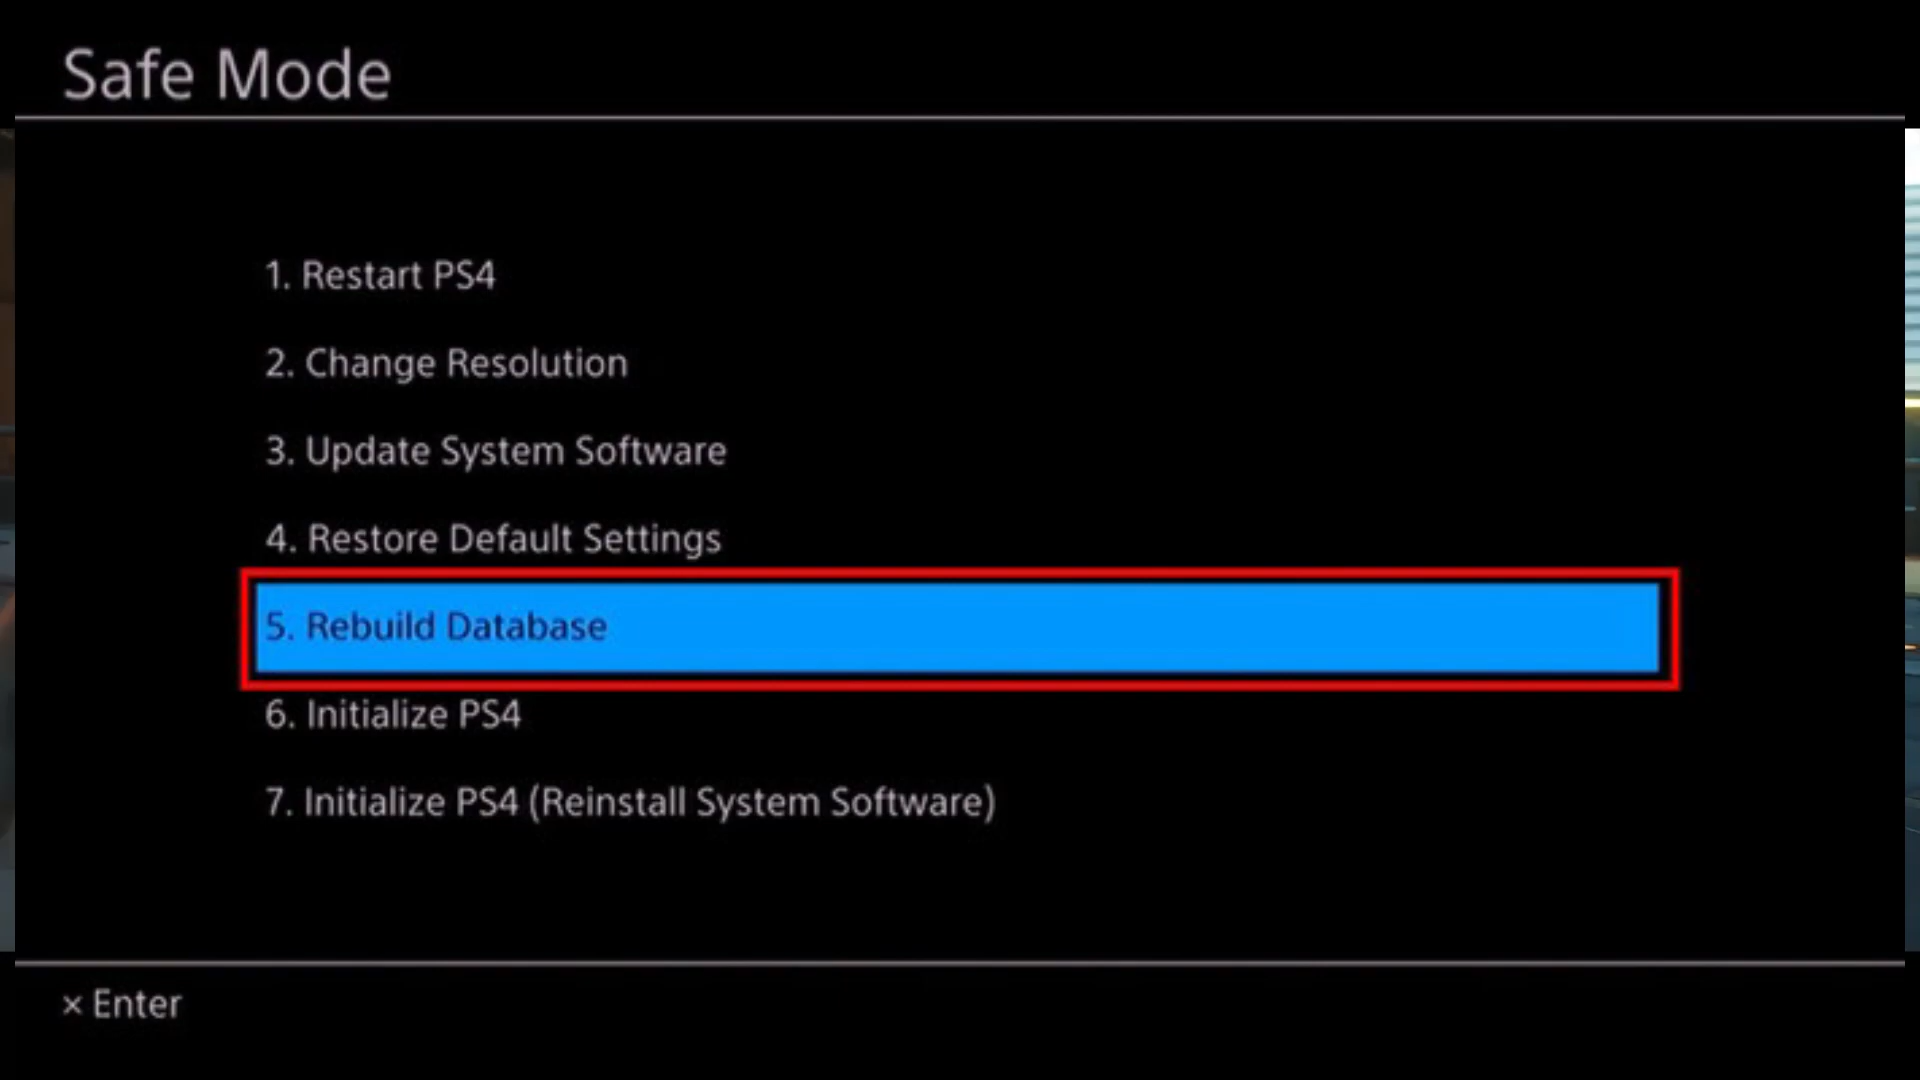 Safe Mode
1. Restart PS4
2. Change Resolution
3. Update System Software
4. Restore Default Settings
5. Rebuild Database
6. Initialize PS4
7. Initialize PS4 (Reinstall System Software)
× Enter